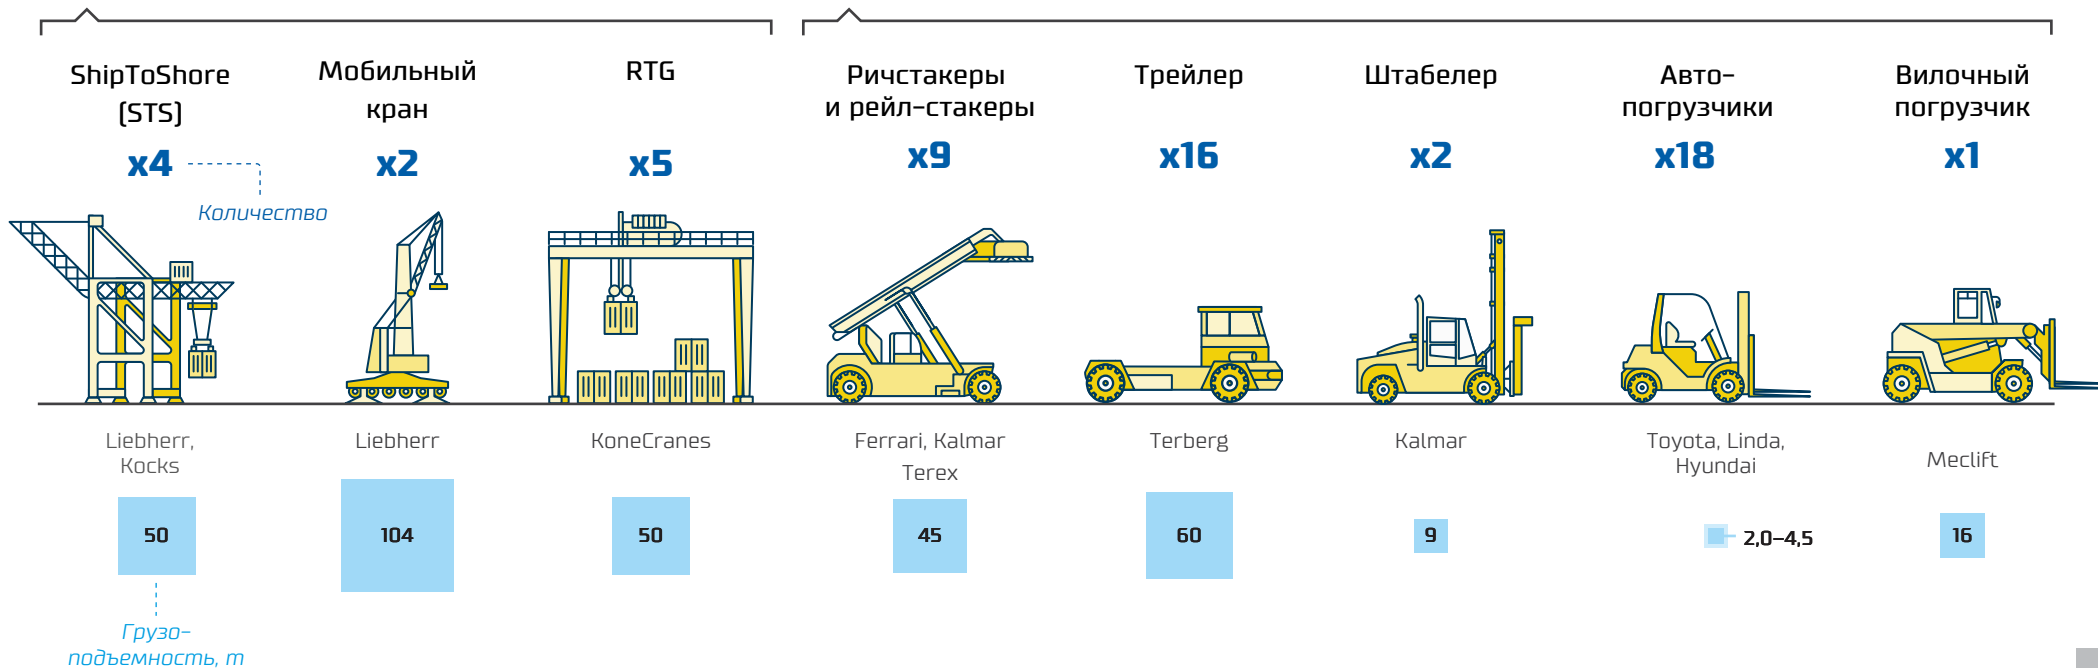 ShipToShore
(STS)
x4
Количество
Мобильный
кран
x2
RTG
x5
Ричстакеры
и рейл-стакеры
x9
Трейлер
x16
Штабелер
x2
Авто-
погрузчики
x18
Вилочный
погрузчик
x1
Liebherr,
Kocks
Liebherr
KoneCranes
Ferrari, Kalmar
Terex
Terberg
Kalmar
Toyota, Linda,
Hyundai
Meclift
50
104
50
45
60
9
2,0–4,5
16
Грузо-
подъемность, т